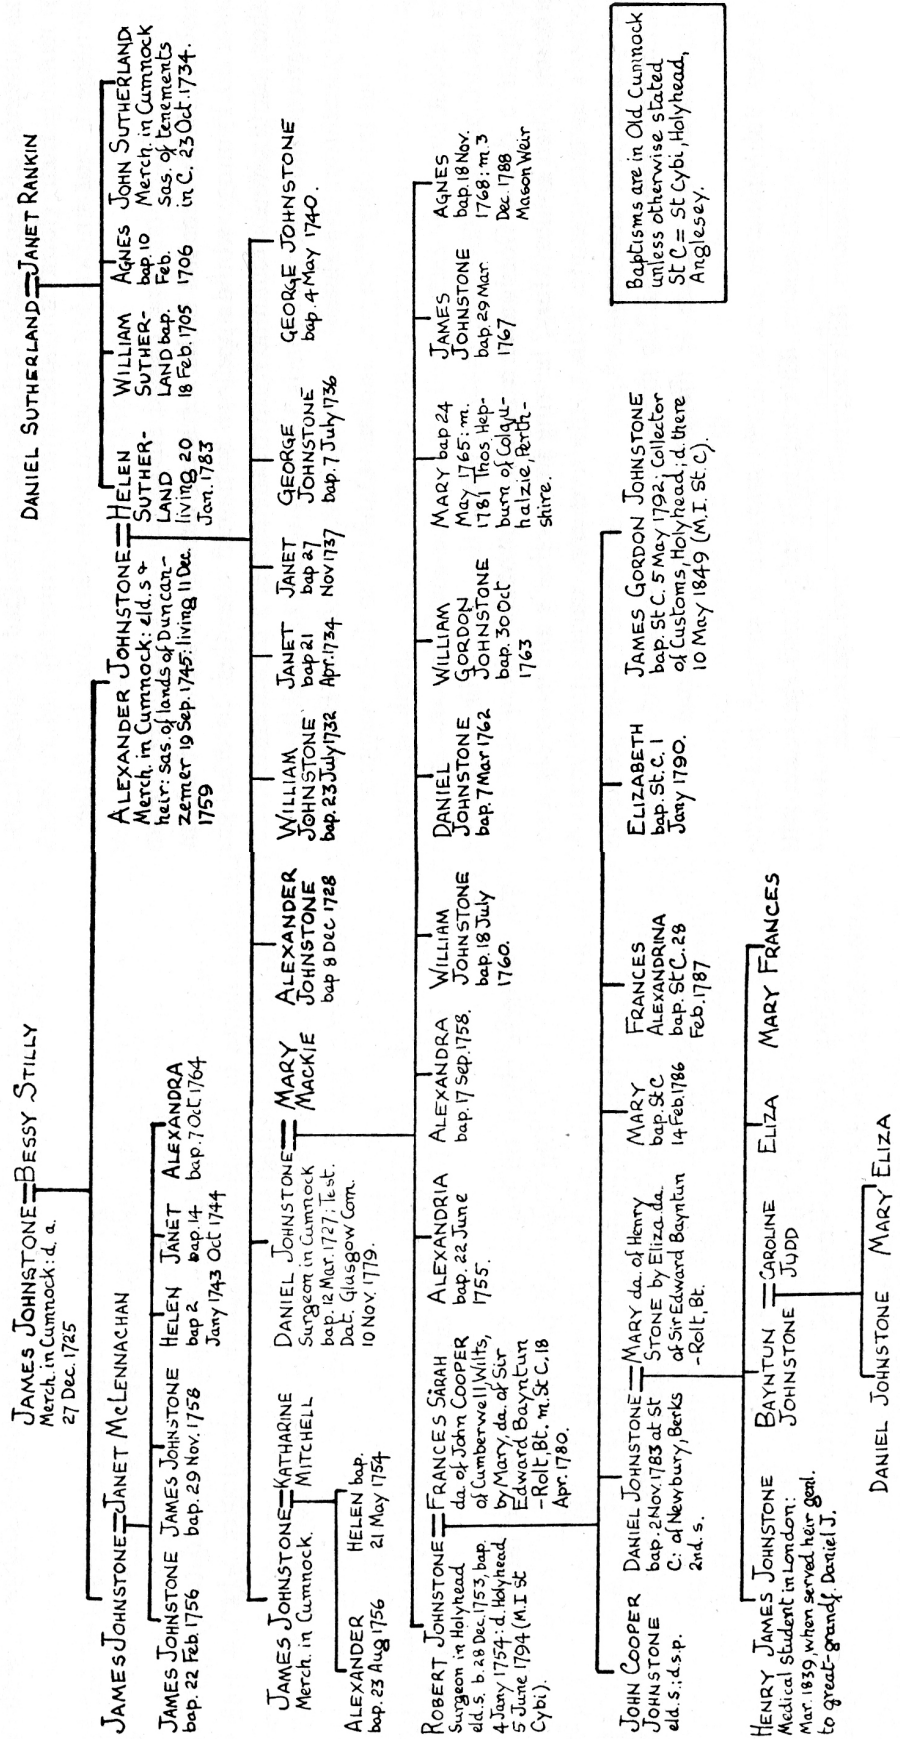 JAMES JOHNSTONE=BESSY STILLY
Merch. in Cumnock: d. a.
27 Dec. 1725
DANIEL SUTHERLAND=JANET RANKIN
JAMES JOHNSTONE=JANET McLENNACHAN
ALEXANDER JOHNSTONE=HELEN
Merch. in Cumnock: eld. s &
heir: sas. of lands of Duncan-
zemer 19 Sep. 1745: living 11 Dec.
1759
SUTHER-
LAND
living 20
Jan. 1783
WILLIAM
SUTHER-
LAND bap.
18 Feb. 1705
AGNES
bap. 10
Feb.
1706
JOHN SUTHERLAND
Merch. in Cumnock
Sas. of tenements
in C. 23 Oct. 1734.
JAMES JOHNSTONE
bap. 22 Feb. 1756
JAMES JOHNSTONE
bap. 29 Nov. 1758
HELEN
bap 2
Jany 1743
JANET
bap. 14
Oct 1744
ALEXANDRA
bap. 7 Oct. 1764
JAMES JOHNSTONE=KATHARINE
Merch. in Cumnock.
MITCHELL
DANIEL JOHNSTONE=MARY
Surgeon in Cumnock
bap. 12 Mar. 1727; Test.
Dat. Glasgow Com.
10 Nov. 1779.
MACKIE
ALEXANDER
JOHNSTONE
bap 8 Dec 1728
WILLIAM
JOHNSTONE
bap. 23 July 1732
JANET
bap 21
Apr. 1734
JANET
bap 27
Nov 1737
GEORGE
JOHNSTONE
bap. 7 July 1736
GEORGE JOHNSTONE
bap. 4 May 1740.
ALEXANDER
bap. 23 Aug 1756
HELEN bap.
21 May 1754
ROBERT JOHNSTONE=FRANCES SARAH
Surgeon in Holyhead
eld. s. b. 28 Dec. 1753, bap.
4 Jany 1754: d. Holyhead
5 June 1794 (M.I St
Cybi).
da of John COOPER
of Cumberwell, Wilts,
by Mary, da. of Sir
Edward Bayntun
-Rolt, Bt. m. St C. 18
Apr. 1780.
ALEXANDRIA
bap. 22 June
1755.
ALEXANDRA
bap. 17 Sep. 1758.
WILLIAM
JOHNSTONE
bap. 18 July
1760.
DANIEL
JOHNSTONE
bap. 7 Mar 1762
WILLIAM
GORDON
JOHNSTONE
bap. 30 Oct
1763
MARY bap 24
May 1765: m.
1781 Thos Hep-
burn of Colqu-
halzie, Perth-
shire.
JAMES
JOHNSTONE
bap. 29 Mar.
1767
AGNES
bap. 18 Nov.
1768: m. 3
Dec. 1788
Mason Weir
JOHN COOPER
JOHNSTONE
eld. s.; d.s.p.
DANIEL JOHNSTONE=MARY da. of Henry
bap. 2 Nov. 1783 at St
C: of Newbury, Berks
2nd. s.
STONE by Eliza da.
of Sir Edward Bayntun
-Rolt, Bt.
MARY
bap. St C
14 Feb. 1786
FRANCES
ALEXANDRINA
bap. St C. 28
Feb. 1787
ELIZABETH
bap. St. C. 1
Jany 1790.
JAMES GORDON JOHNSTONE
bap. St C. 5 May 1792: Collector
of Customs, Holyhead; d. there
10 May 1849 (M.I. St. C).
Baptisms are in Old Cumnock
unless otherwise stated
St C = St Cybi, Holyhead,
Anglesey.
HENRY JAMES JOHNSTONE
Medical student in London:
Mar. 1839, when served heir genl.
to great-grandf. Daniel J.
BAYNTUN=CAROLINE
JOHNSTONE
JUDD
ELIZA
MARY FRANCES
DANIEL JOHNSTONE
MARY ELIZA